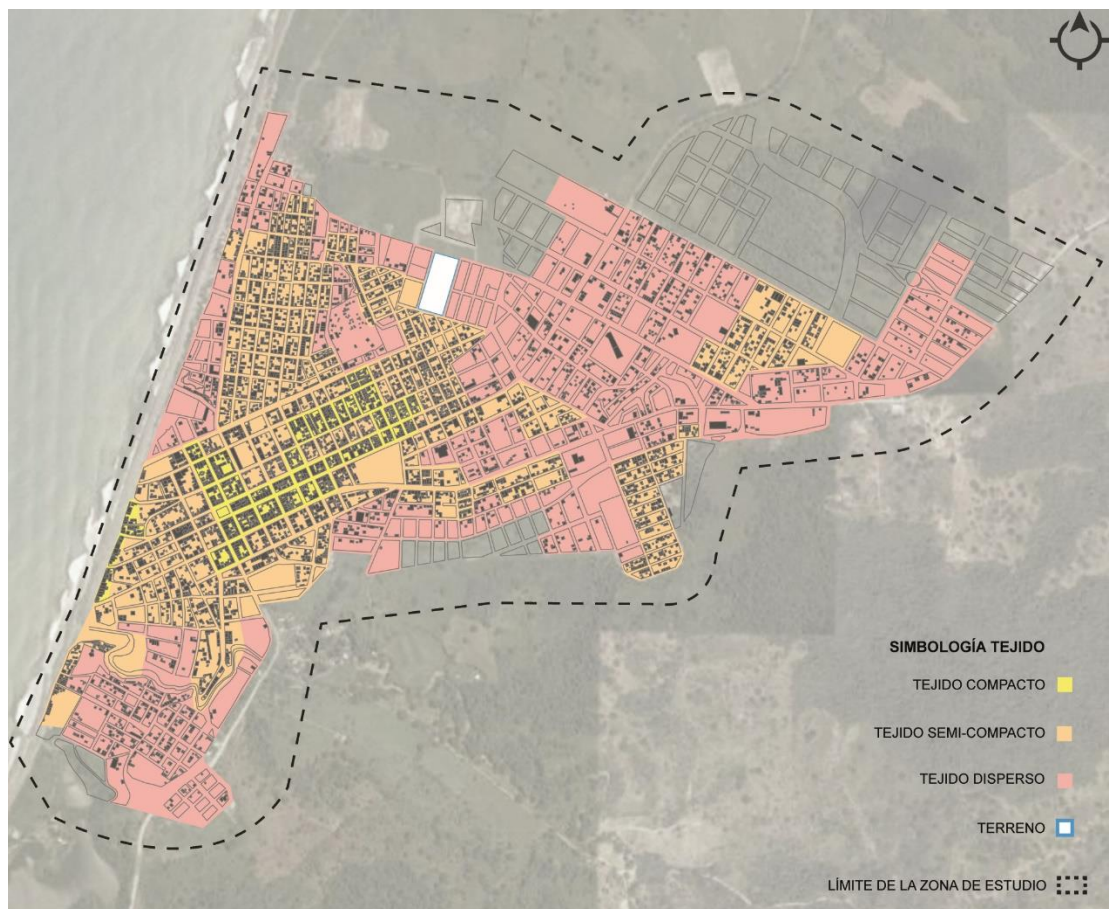 SIMBOLOGÍA TEJIDO
TEJIDO COMPACTO
TEJIDO SEMI-COMPACTO
TEJIDO DISPERSO
TERRENO
LÍMITE DE LA ZONA DE ESTUDIO